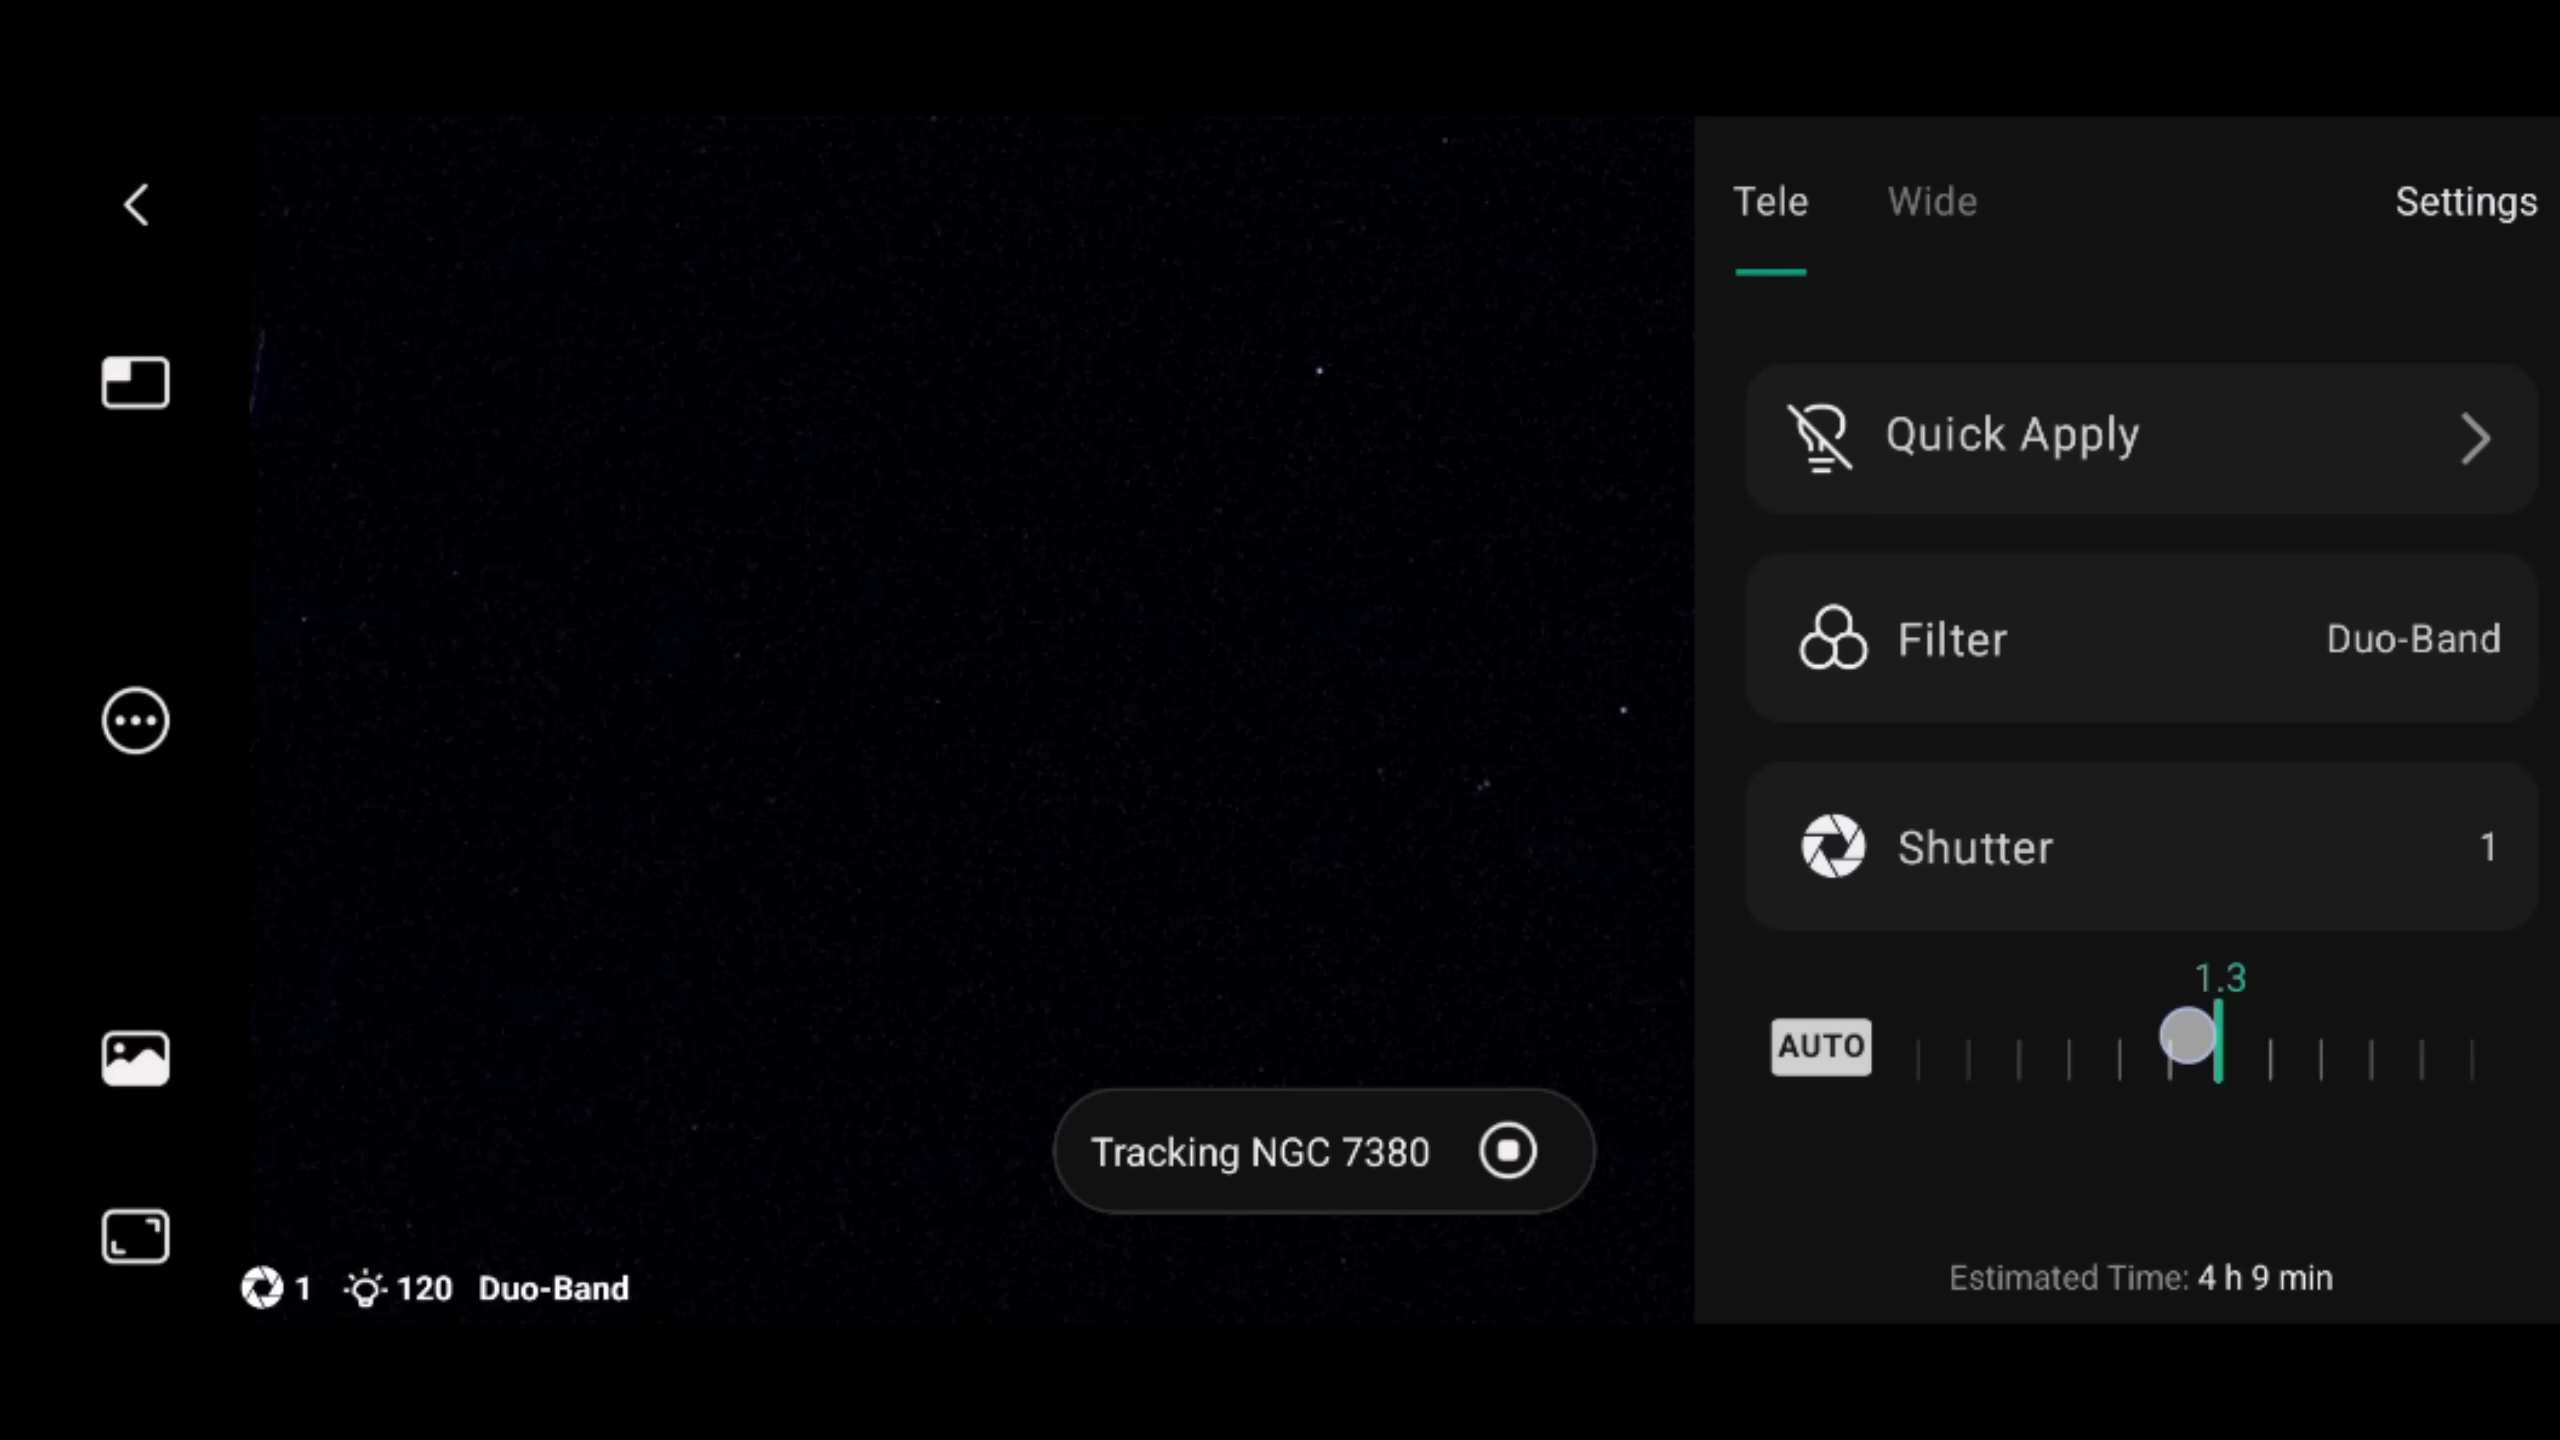 Tele Wide Settings
Quick Apply
Filter Duo-Band
Shutter 1
1.3
AUTO
Tracking NGC 7380
Estimated Time: 4 h 9 min
1 120 Duo-Band